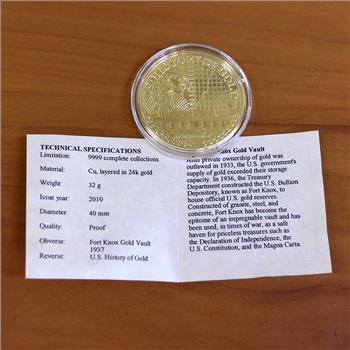 HISTORY OF GOLD
TECHNICAL SPECIFICATIONS
Limitation: 9999 complete collections
Material: Cu, layered in 24k gold
Weight: 32 g
Issue year: 2010
Diameter: 40 mm
Quality: Proof
Obverse: Fort Knox Gold Vault
1937
Reverse: U.S. History of Gold
Knox Gold Vault
After private ownership of gold was
outlawed in 1933, the U.S. government's
supply of gold exceeded their storage
capacity. In 1936, the Treasury
Department constructed the U.S. Bullion
Depository, known as Fort Knox, to
house official U.S. gold reserves.
Constructed of granite, steel, and
concrete, Fort Knox has become the
epitome of an impregnable vault and has
been used, in times of war, as a safe
haven for priceless treasures such as
the Declaration of Independence, the
U.S. Constitution, and the Magna Carta.